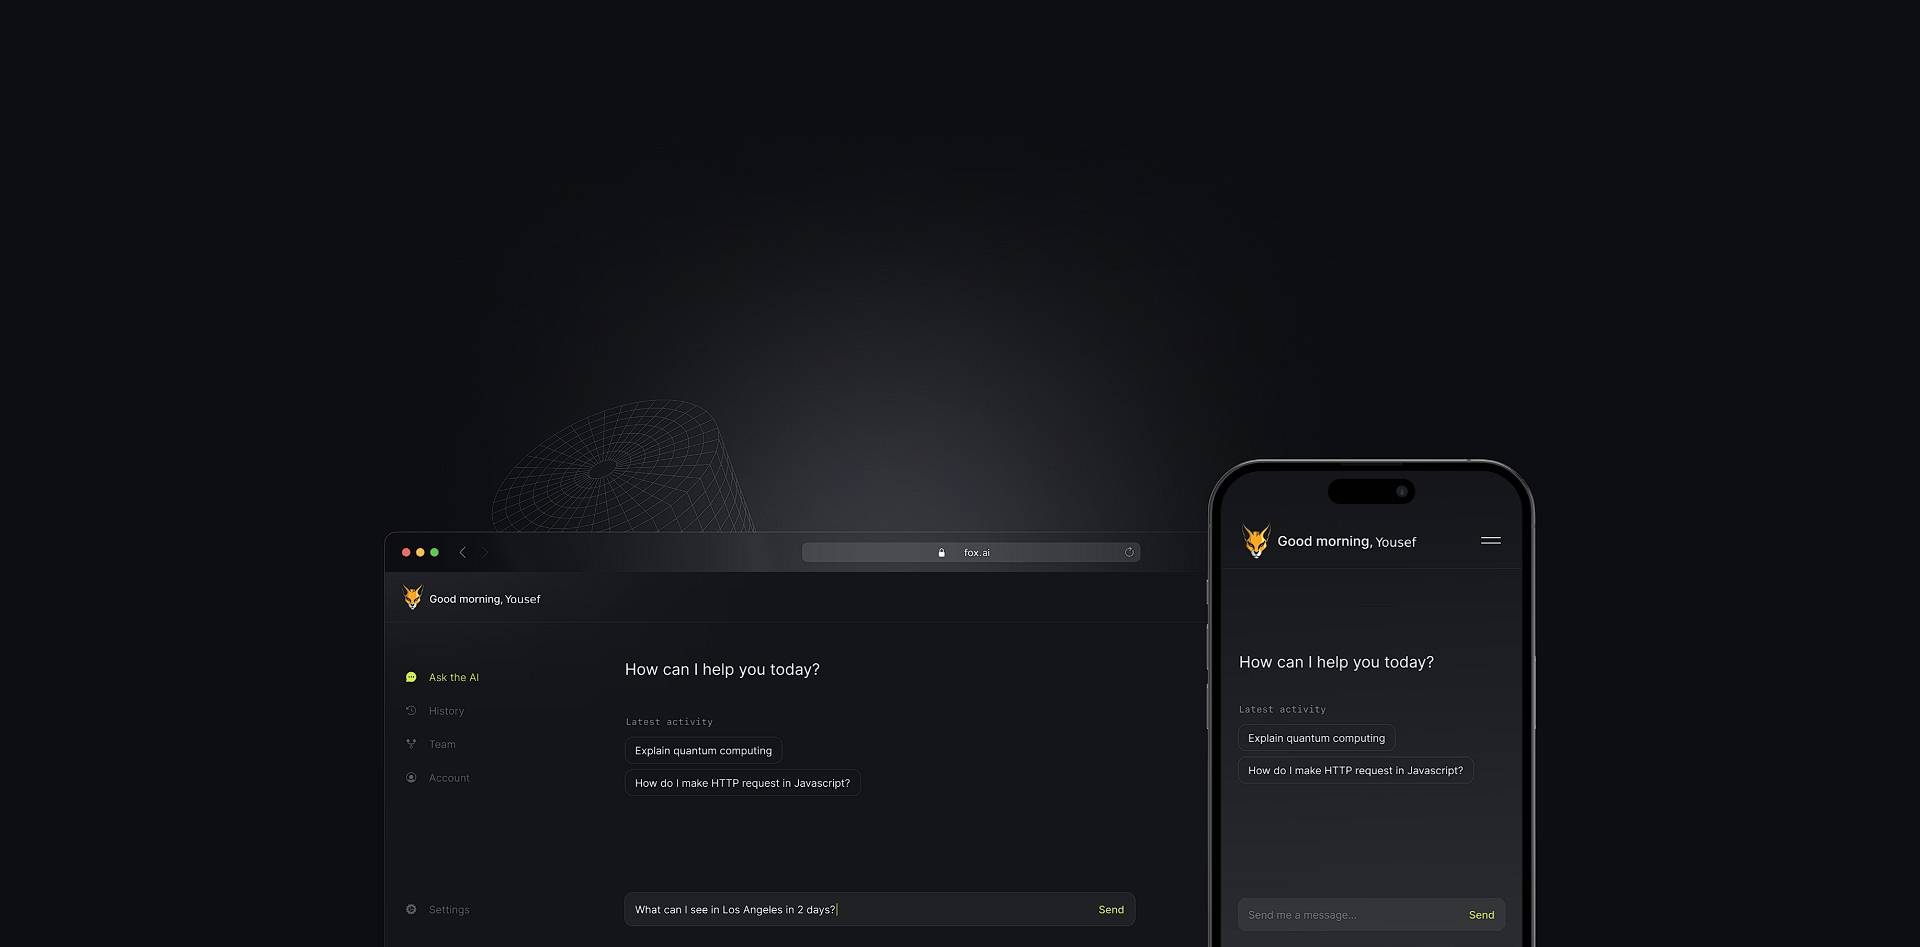 fox.ai
Good morning, Yousef
Ask the AI
History
Team
Account
Settings
How can I help you today?
Latest activity
Explain quantum computing
How do I make HTTP request in Javascript?
What can I see in Los Angeles in 2 days?
Send
Good morning, Yousef
How can I help you today?
Latest activity
Explain quantum computing
How do I make HTTP request in Javascript?
Send me a message...
Send